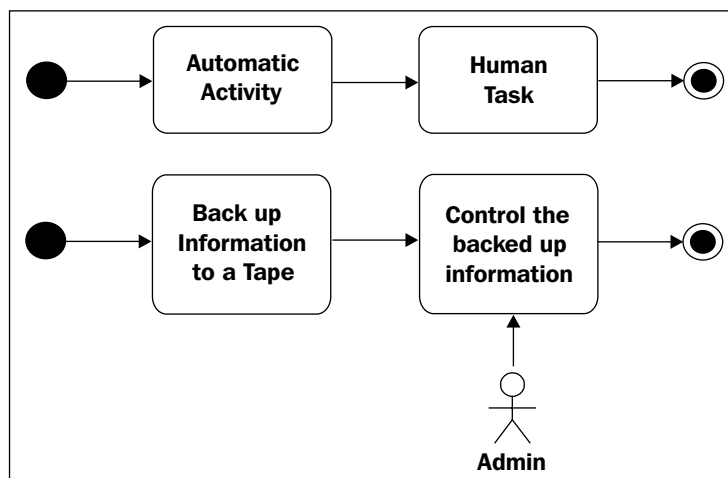 Automatic
Activity
Human
Task
Back up
Information
to a Tape
Control the
backed up
information
Admin